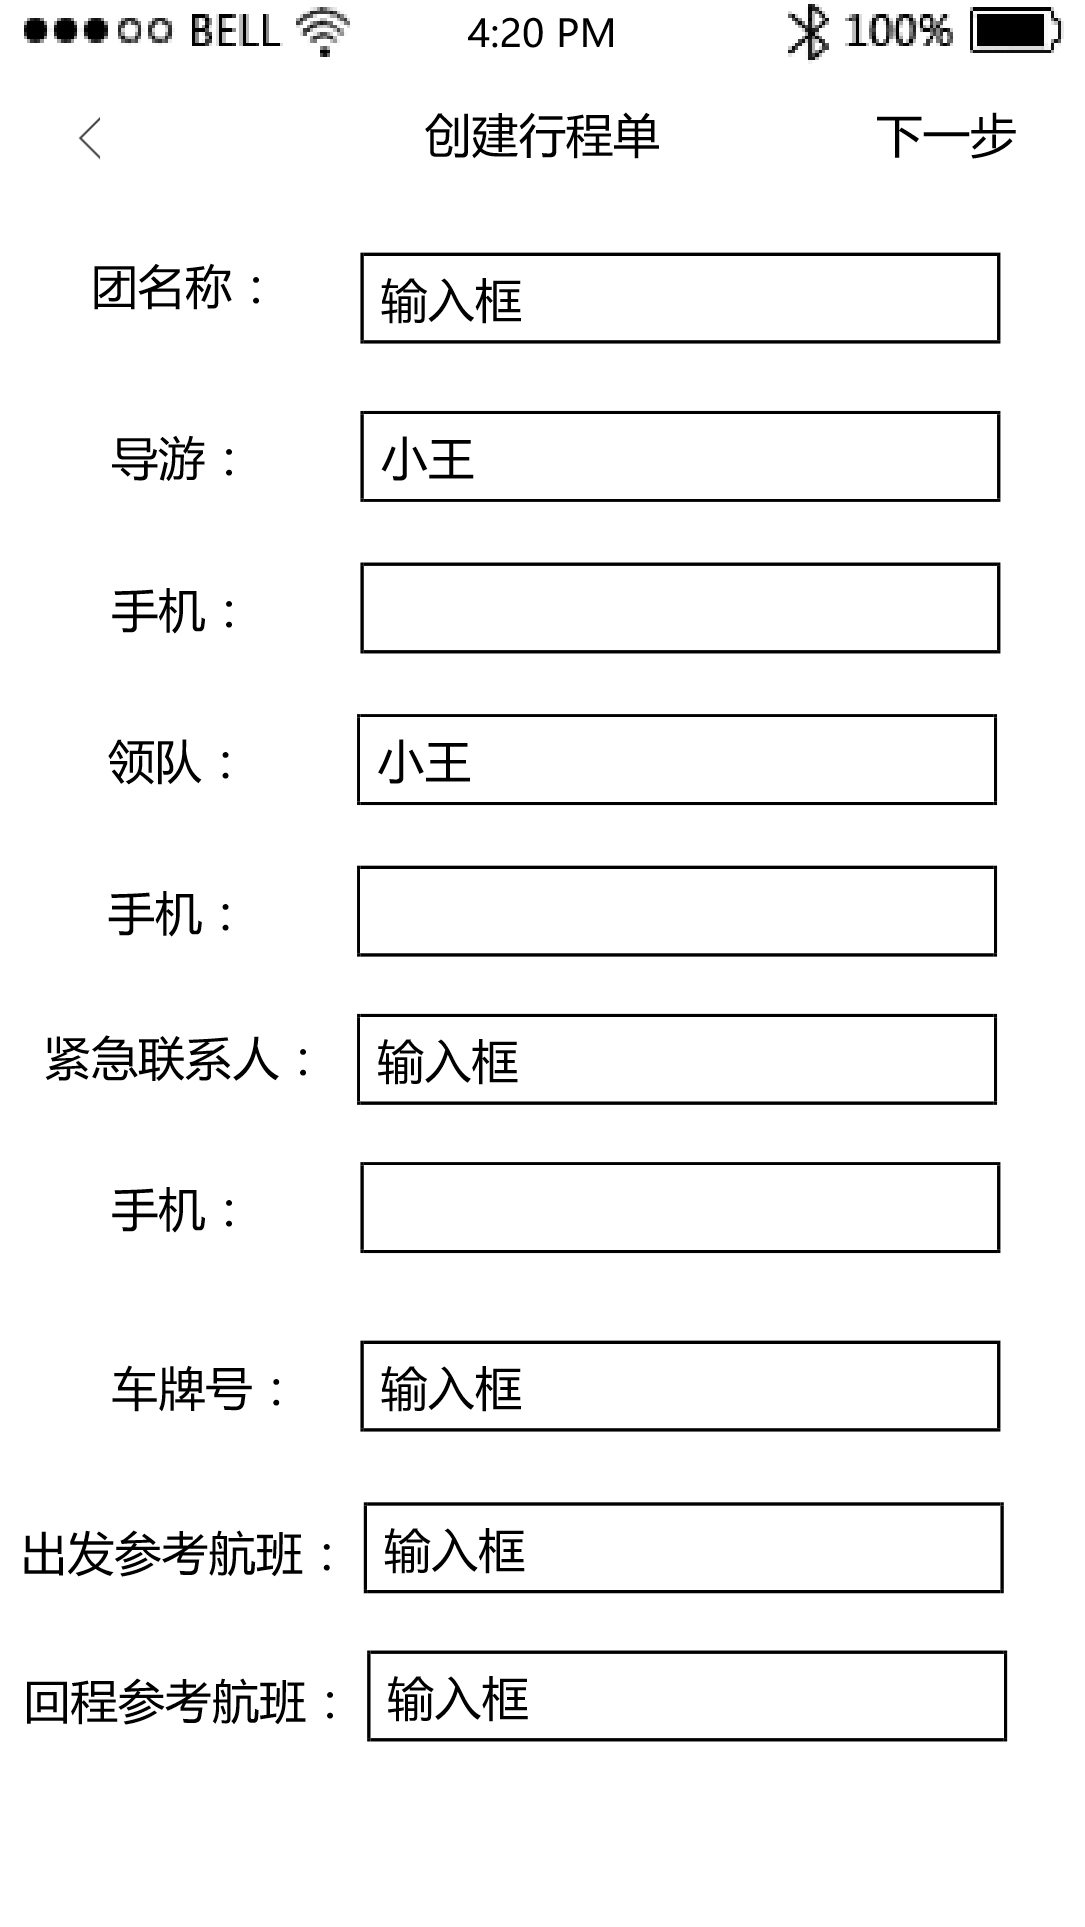 BELL 4:20 PM 100%
创建行程单 下一步
团名称： 输入框
导游： 小王
手机：
领队： 小王
手机：
紧急联系人： 输入框
手机：
车牌号： 输入框
出发参考航班： 输入框
回程参考航班： 输入框